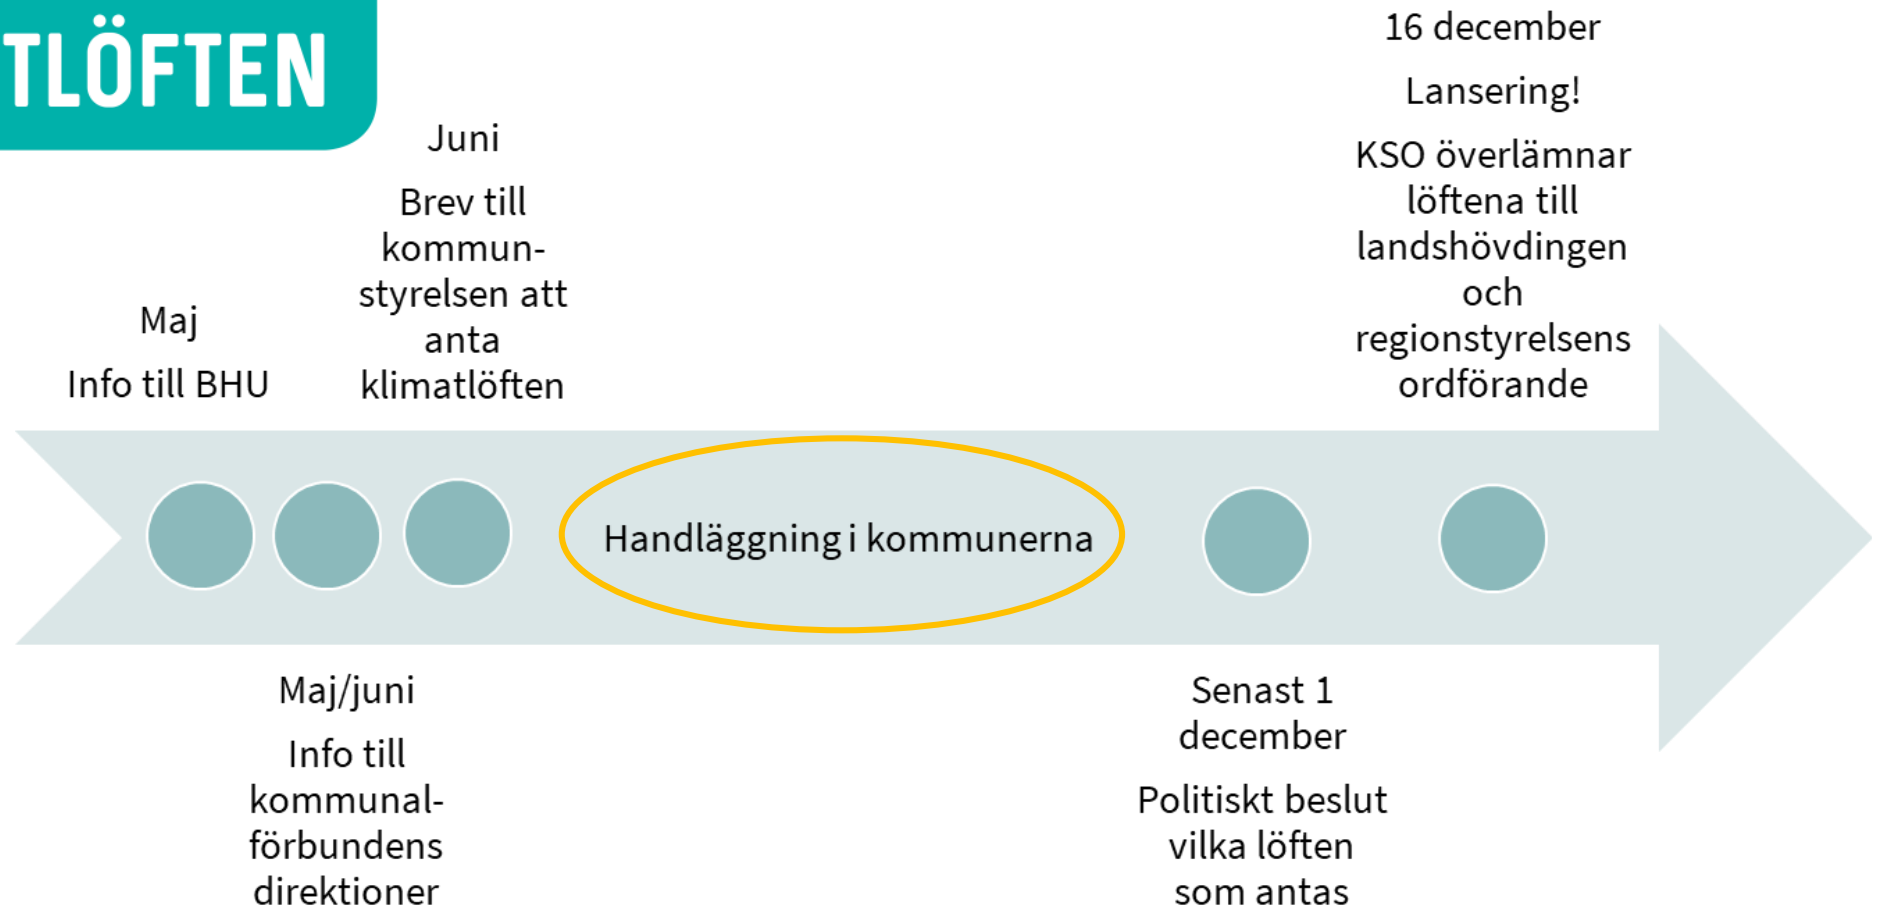 TLÖFTEN
Maj
Info till BHU
Juni
Brev till
kommun-
styrelsen att
anta
klimatlöften
16 december
Lansering!
KSO överlämnar
löftena till
landshövdingen
och
regionstyrelsens
ordförande
Handläggning i kommunerna
Maj/juni
Info till
kommunal-
förbundens
direktioner
Senast 1
december
Politiskt beslut
vilka löften
som antas